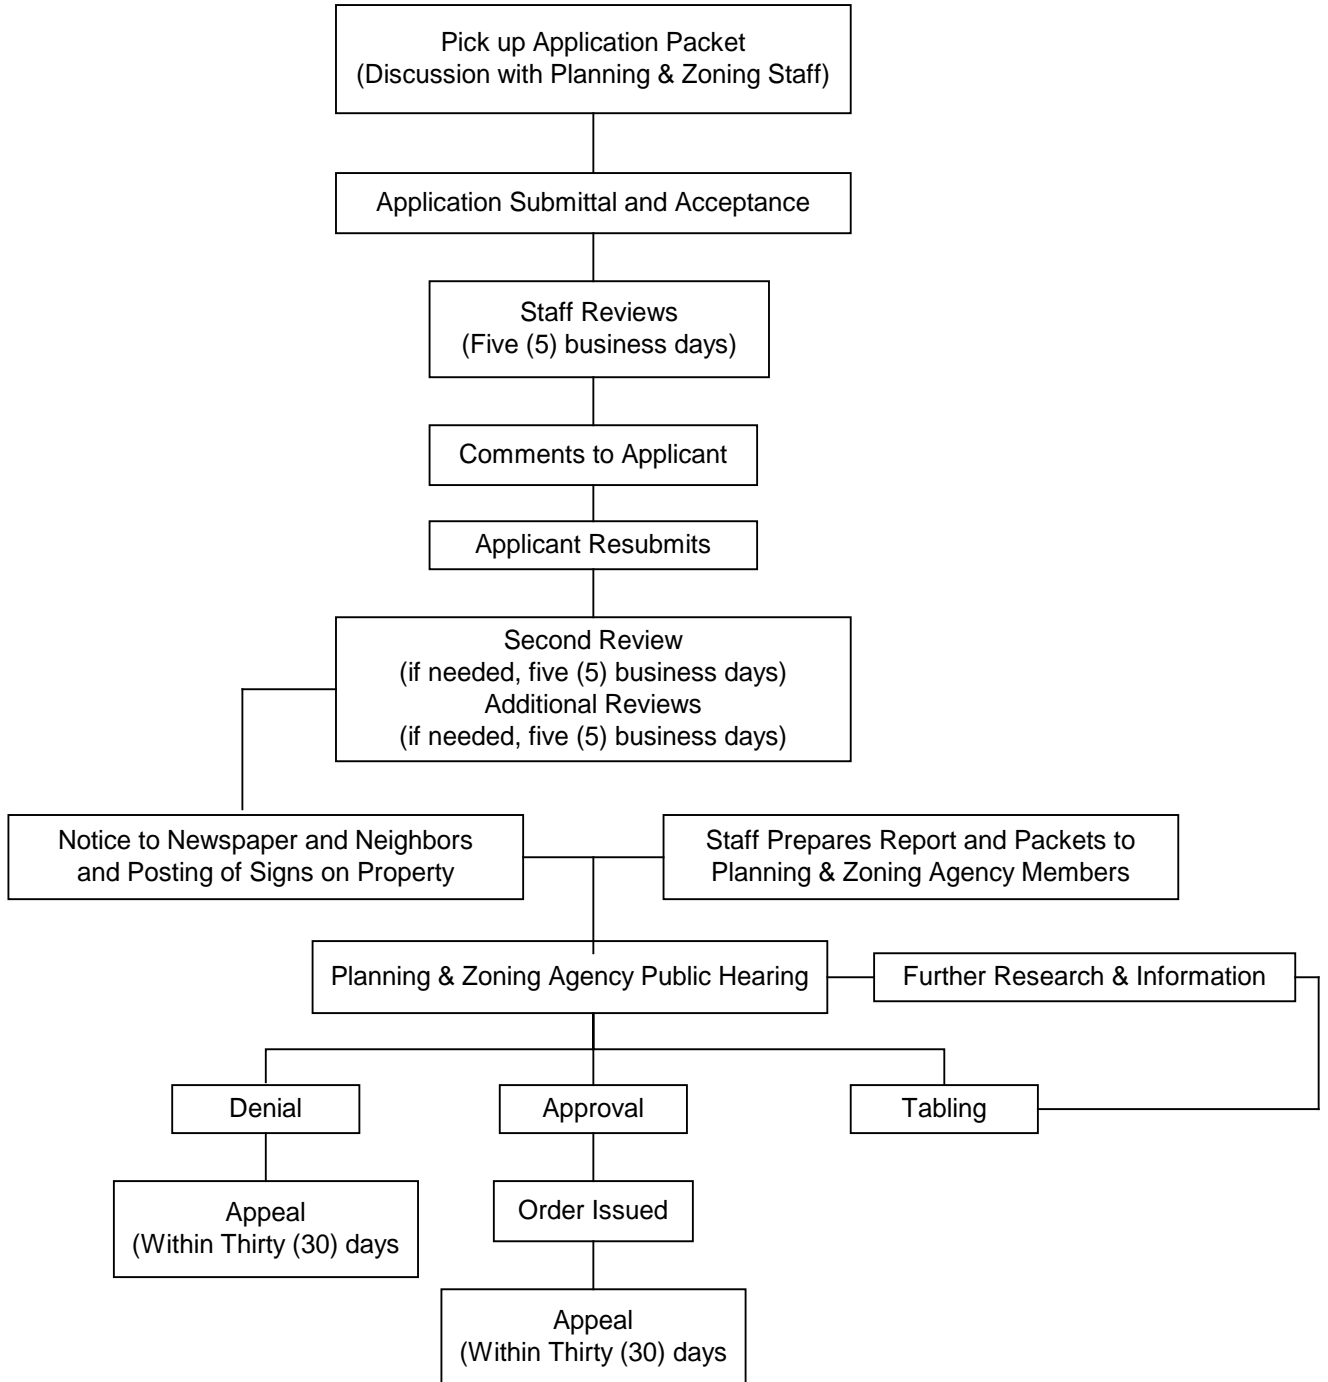 Pick up Application Packet
(Discussion with Planning & Zoning Staff)
Application Submittal and Acceptance
Staff Reviews
(Five (5) business days)
Comments to Applicant
Applicant Resubmits
Second Review
(if needed, five (5) business days)
Additional Reviews
(if needed, five (5) business days)
Notice to Newspaper and Neighbors
and Posting of Signs on Property
Staff Prepares Report and Packets to
Planning & Zoning Agency Members
Planning & Zoning Agency Public Hearing
Further Research & Information
Denial
Approval
Tabling
Appeal
(Within Thirty (30) days
Order Issued
Appeal
(Within Thirty (30) days